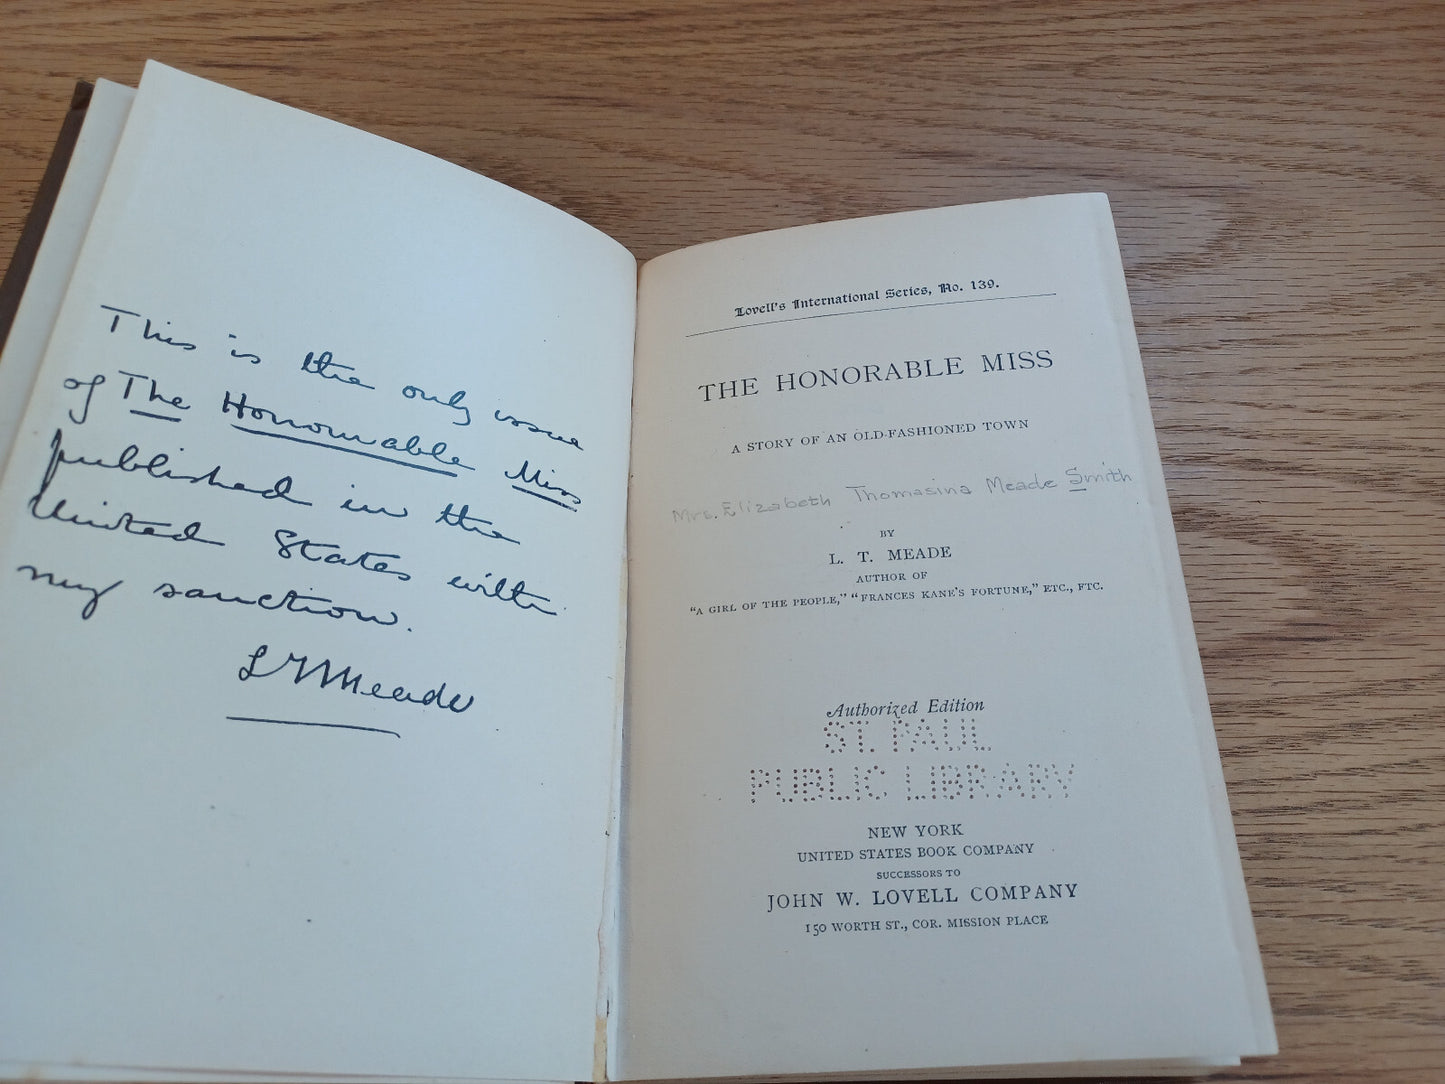 This is the only issue
of The Honourable Miss
published in the
United States with
my sanction.
L T Meade
Lovell's International Series, No. 139.
THE HONORABLE MISS
A STORY OF AN OLD-FASHIONED TOWN
Mrs. Elizabeth Thomasina Meade Smith
BY
L. T. MEADE
AUTHOR OF
"A GIRL OF THE PEOPLE," "FRANCES KANE'S FORTUNE," ETC., ETC.
Authorized Edition
ST. PAUL
PUBLIC LIBRARY
NEW YORK
UNITED STATES BOOK COMPANY
SUCCESSORS TO
JOHN W. LOVELL COMPANY
150 WORTH ST., COR. MISSION PLACE